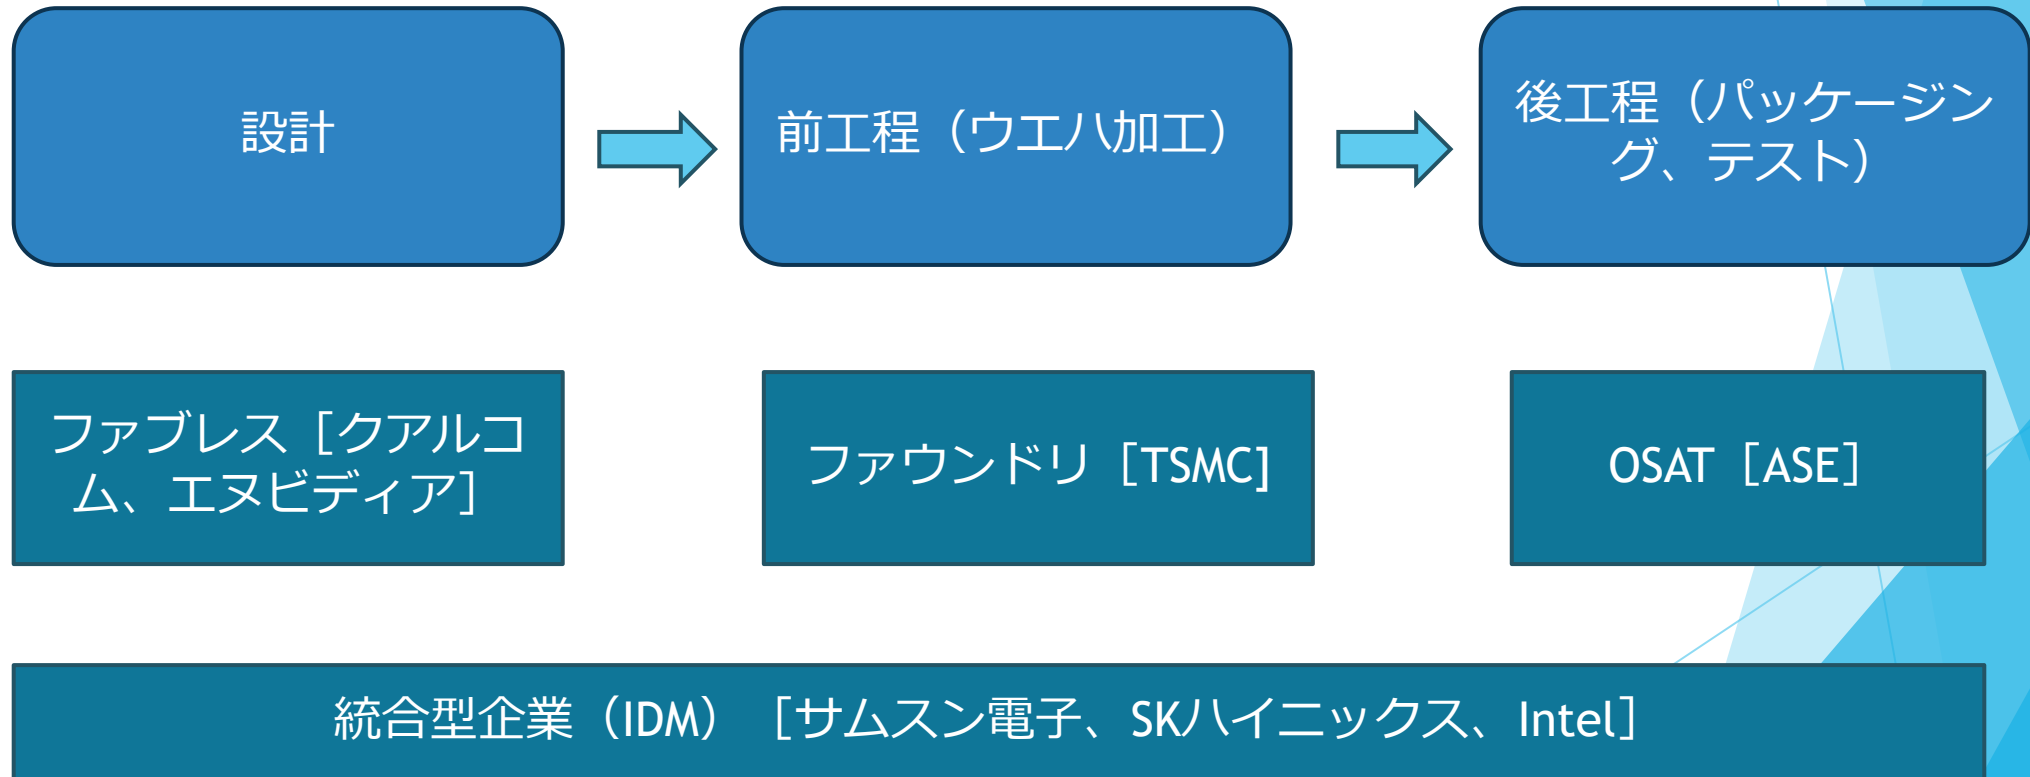 設計
前工程（ウエハ加工）
後工程（パッケージン
グ、テスト）
ファブレス［クアルコ
ム、エヌビディア］
ファウンドリ［TSMC]
OSAT［ASE］
統合型企業（IDM）［サムスン電子、SKハイニックス、Intel］